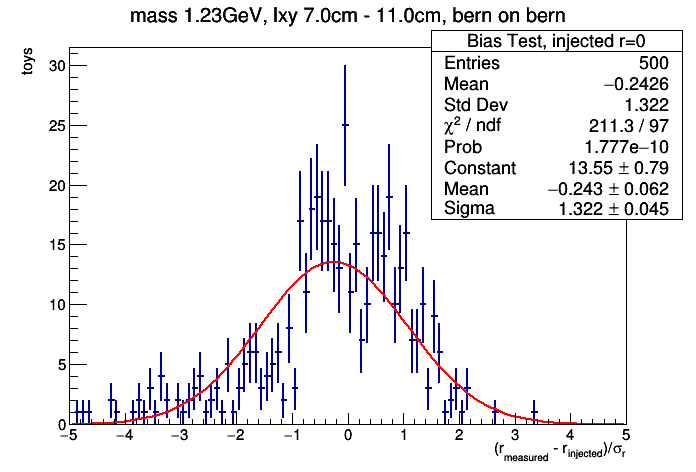 mass 1.23GeV, lxy 7.0cm - 11.0cm, bern on bern
Bias Test, injected r=0
Entries 500
Mean −0.2426
Std Dev 1.322
χ² / ndf 211.3 / 97
Prob 1.777e−10
Constant 13.55 ± 0.79
Mean −0.243 ± 0.062
Sigma 1.322 ± 0.045
toys
30
25
20
15
10
5
0
−5 −4 −3 −2 −1 0 1 2 3 4 5
(r_measured - r_injected)/σ_r